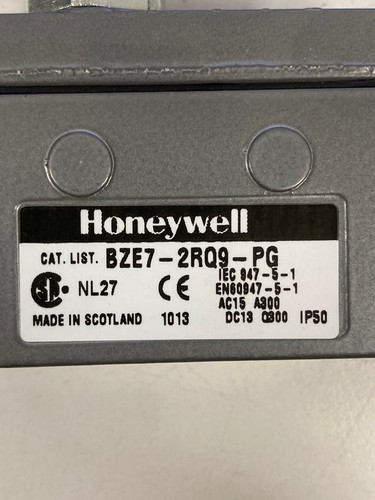 Honeywell
CAT. LIST. BZE7-2RQ9-PG
IEC 947-5-1
NL27 CE EN60947-5-1
AC15 A300
MADE IN SCOTLAND 1013 DC13 Q300 IP50